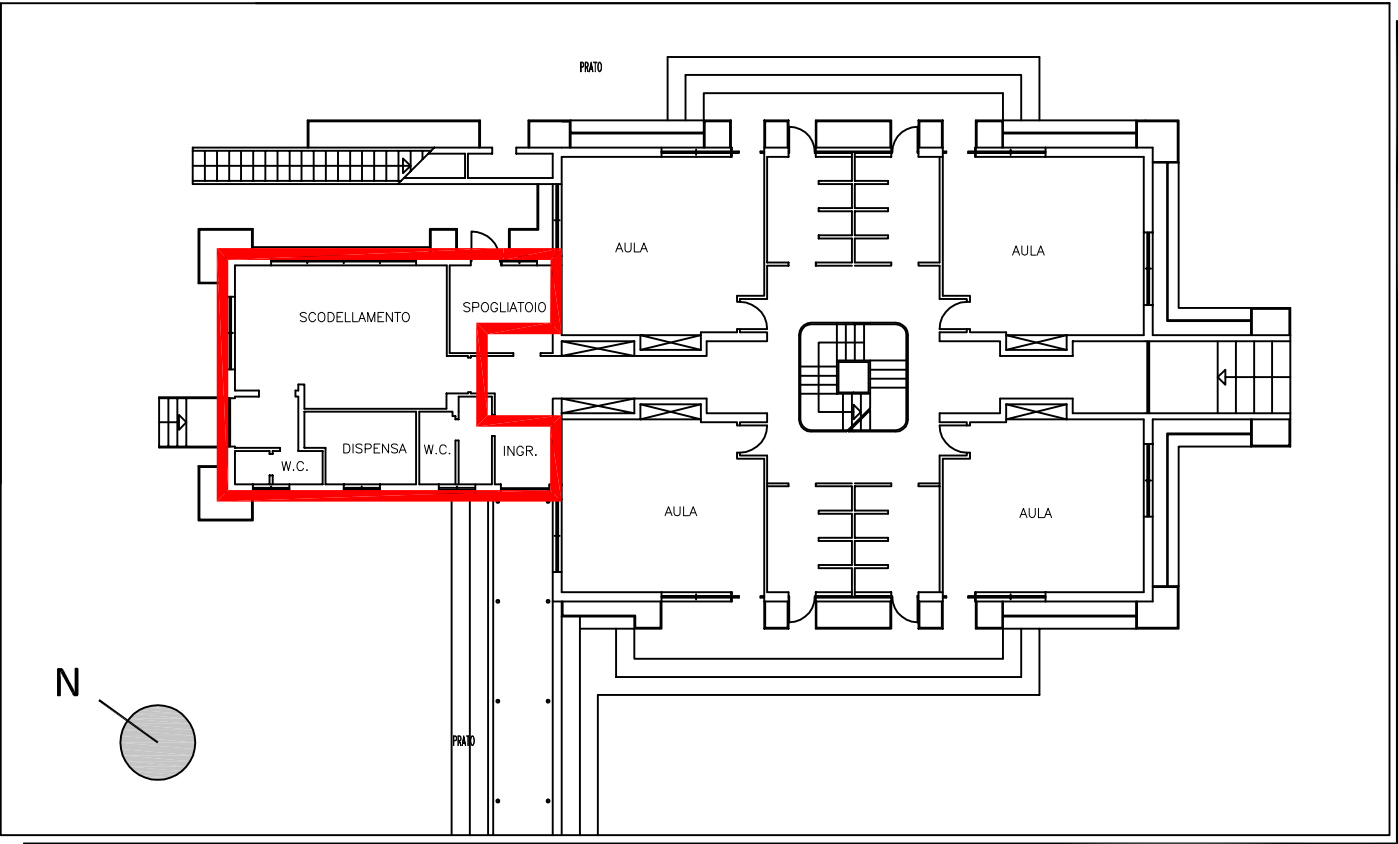 PRATO
AULA
AULA
SPOGLIATOIO
SCODELLAMENTO
DISPENSA
W.C.
INGR.
W.C.
AULA
AULA
N
PRATO